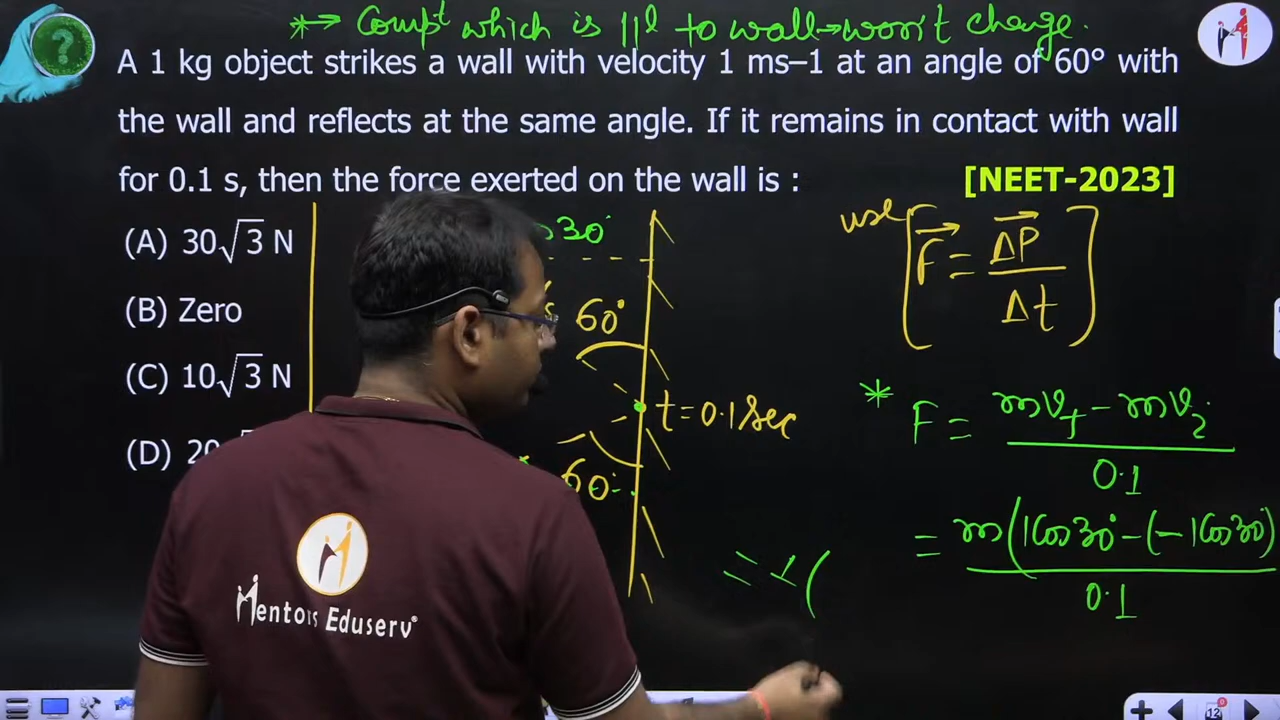 *→ Comp^t which is ||l to wall→won't change.
A 1 kg object strikes a wall with velocity 1 ms–1 at an angle of 60° with
the wall and reflects at the same angle. If it remains in contact with wall
for 0.1 s, then the force exerted on the wall is :
[NEET-2023]
(A) 30√3 N
(B) Zero
(C) 10√3 N
(D) 20
30°
60°
t = 0.1 sec
60°
use [F = ΔP / Δt]
* F = mv_f - mv_i / 0.1
= m(1Cos30° - (-1Cos30°) / 0.1
= 1(
Mentors Eduserv®
12